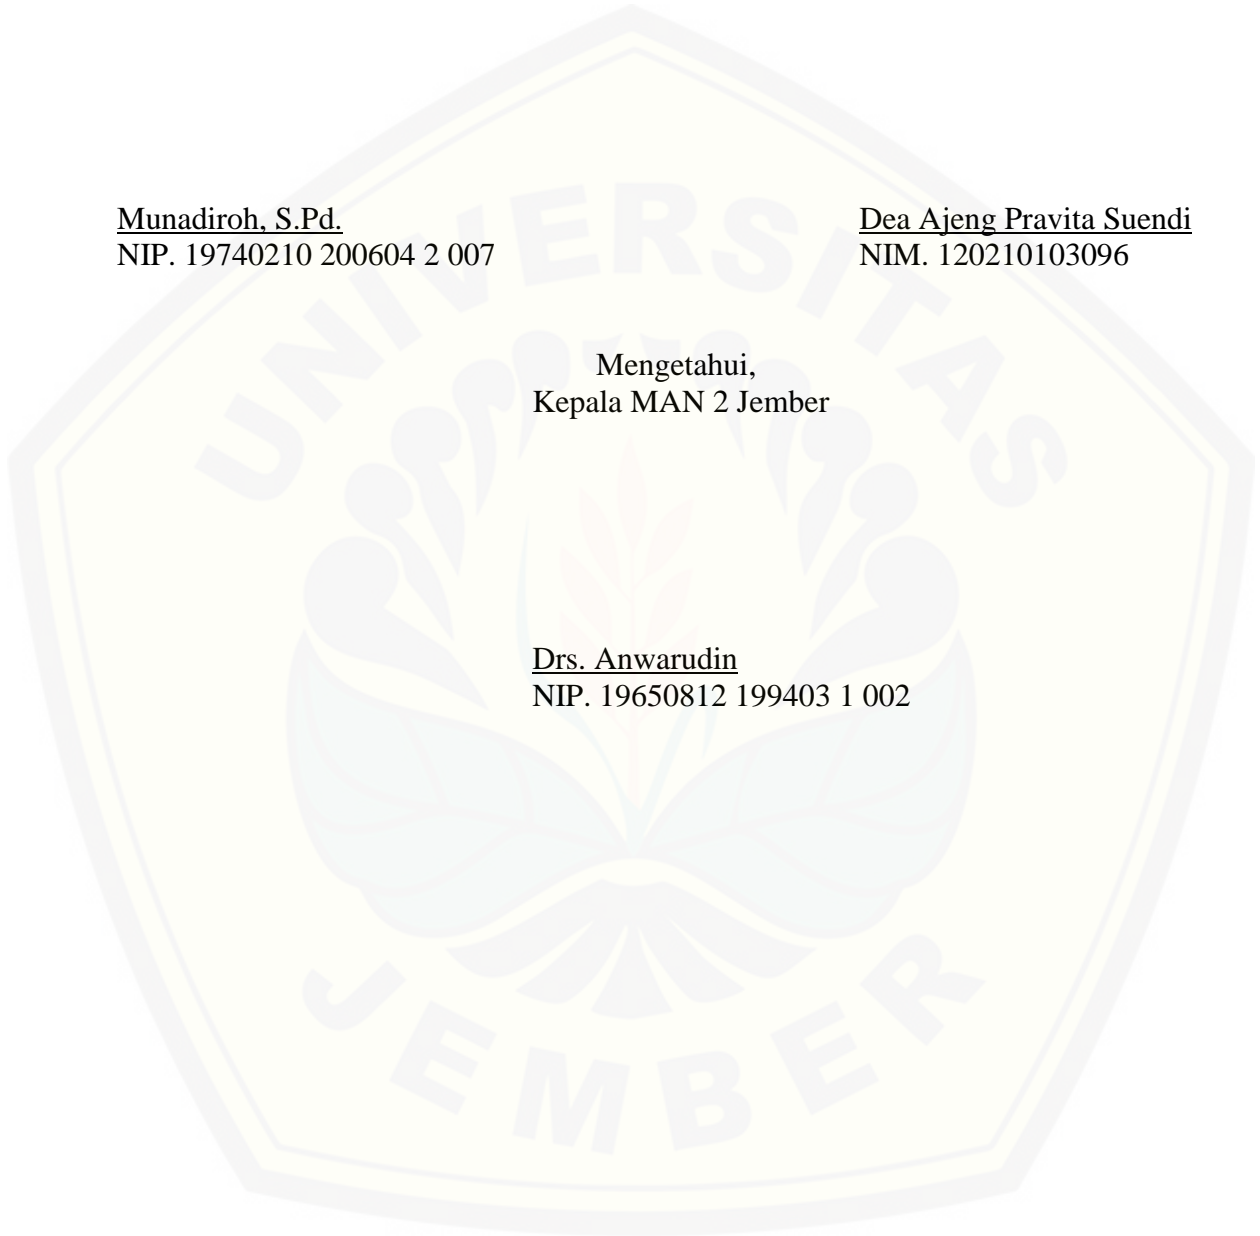 Munadiroh, S.Pd.
NIP. 19740210 200604 2 007
Dea Ajeng Pravita Suendi
NIM. 120210103096
Mengetahui,
Kepala MAN 2 Jember
Drs. Anwarudin
NIP. 19650812 199403 1 002
UNIVERSITAS
JEMBER